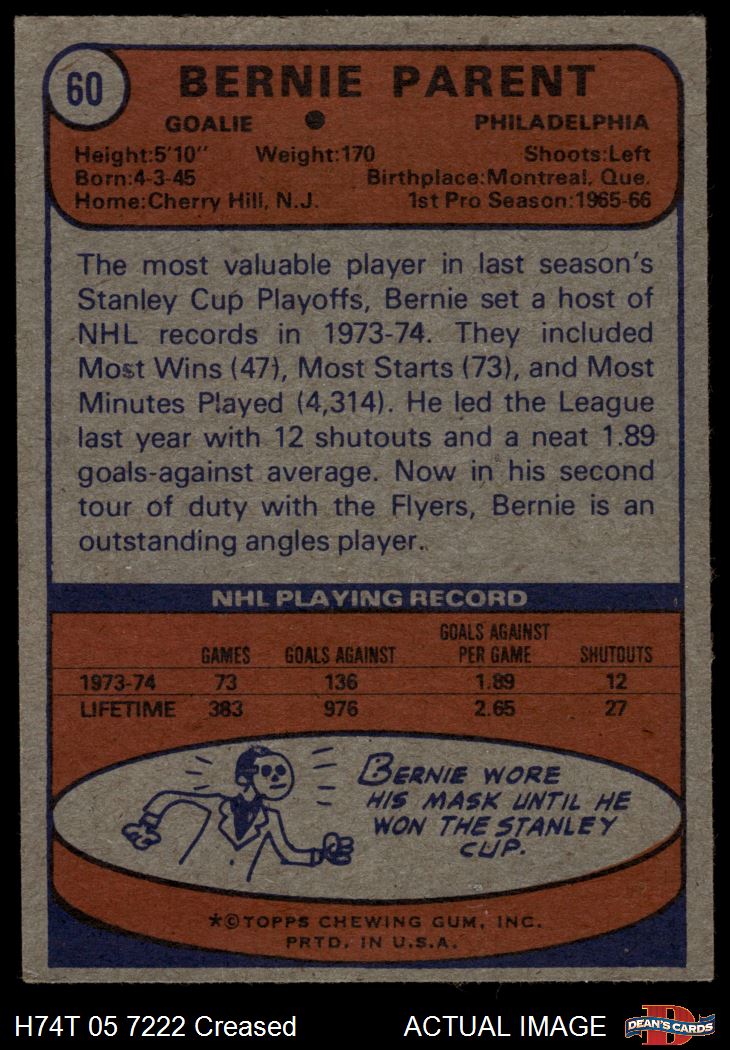 60
BERNIE PARENT
GOALIE PHILADELPHIA
Height:5'10" Weight:170 Shoots:Left
Born:4-3-45 Birthplace:Montreal, Que.
Home:Cherry Hill, N.J. 1st Pro Season:1965-66
The most valuable player in last season's
Stanley Cup Playoffs, Bernie set a host of
NHL records in 1973-74. They included
Most Wins (47), Most Starts (73), and Most
Minutes Played (4,314). He led the League
last year with 12 shutouts and a neat 1.89
goals-against average. Now in his second
tour of duty with the Flyers, Bernie is an
outstanding angles player.
NHL PLAYING RECORD
GAMES GOALS AGAINST GOALS AGAINST PER GAME SHUTOUTS
1973-74 73 136 1.89 12
LIFETIME 383 976 2.65 27
BERNIE WORE
HIS MASK UNTIL HE
WON THE STANLEY
CUP.
*©TOPPS CHEWING GUM, INC.
PRTD. IN U.S.A.
H74T 05 7222 Creased ACTUAL IMAGE D DEAN'S CARDS